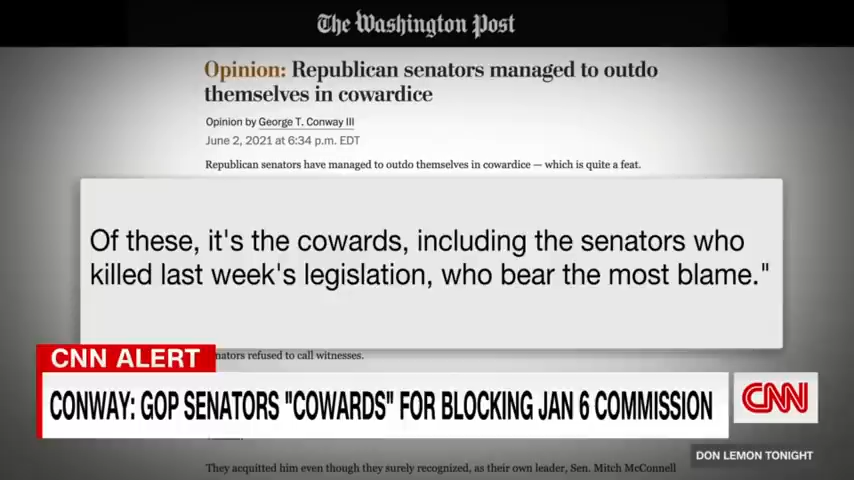 The Washington Post
Opinion: Republican senators managed to outdo
themselves in cowardice
Opinion by George T. Conway III
June 2, 2021 at 6:34 p.m. EDT
Republican senators have managed to outdo themselves in cowardice — which is quite a feat.
Of these, it's the cowards, including the senators who
killed last week's legislation, who bear the most blame."
senators refused to call witnesses.
CNN ALERT
CONWAY: GOP SENATORS "COWARDS" FOR BLOCKING JAN 6 COMMISSION
CNN
DON LEMON TONIGHT
They acquitted him even though they surely recognized, as their own leader, Sen. Mitch McConnell